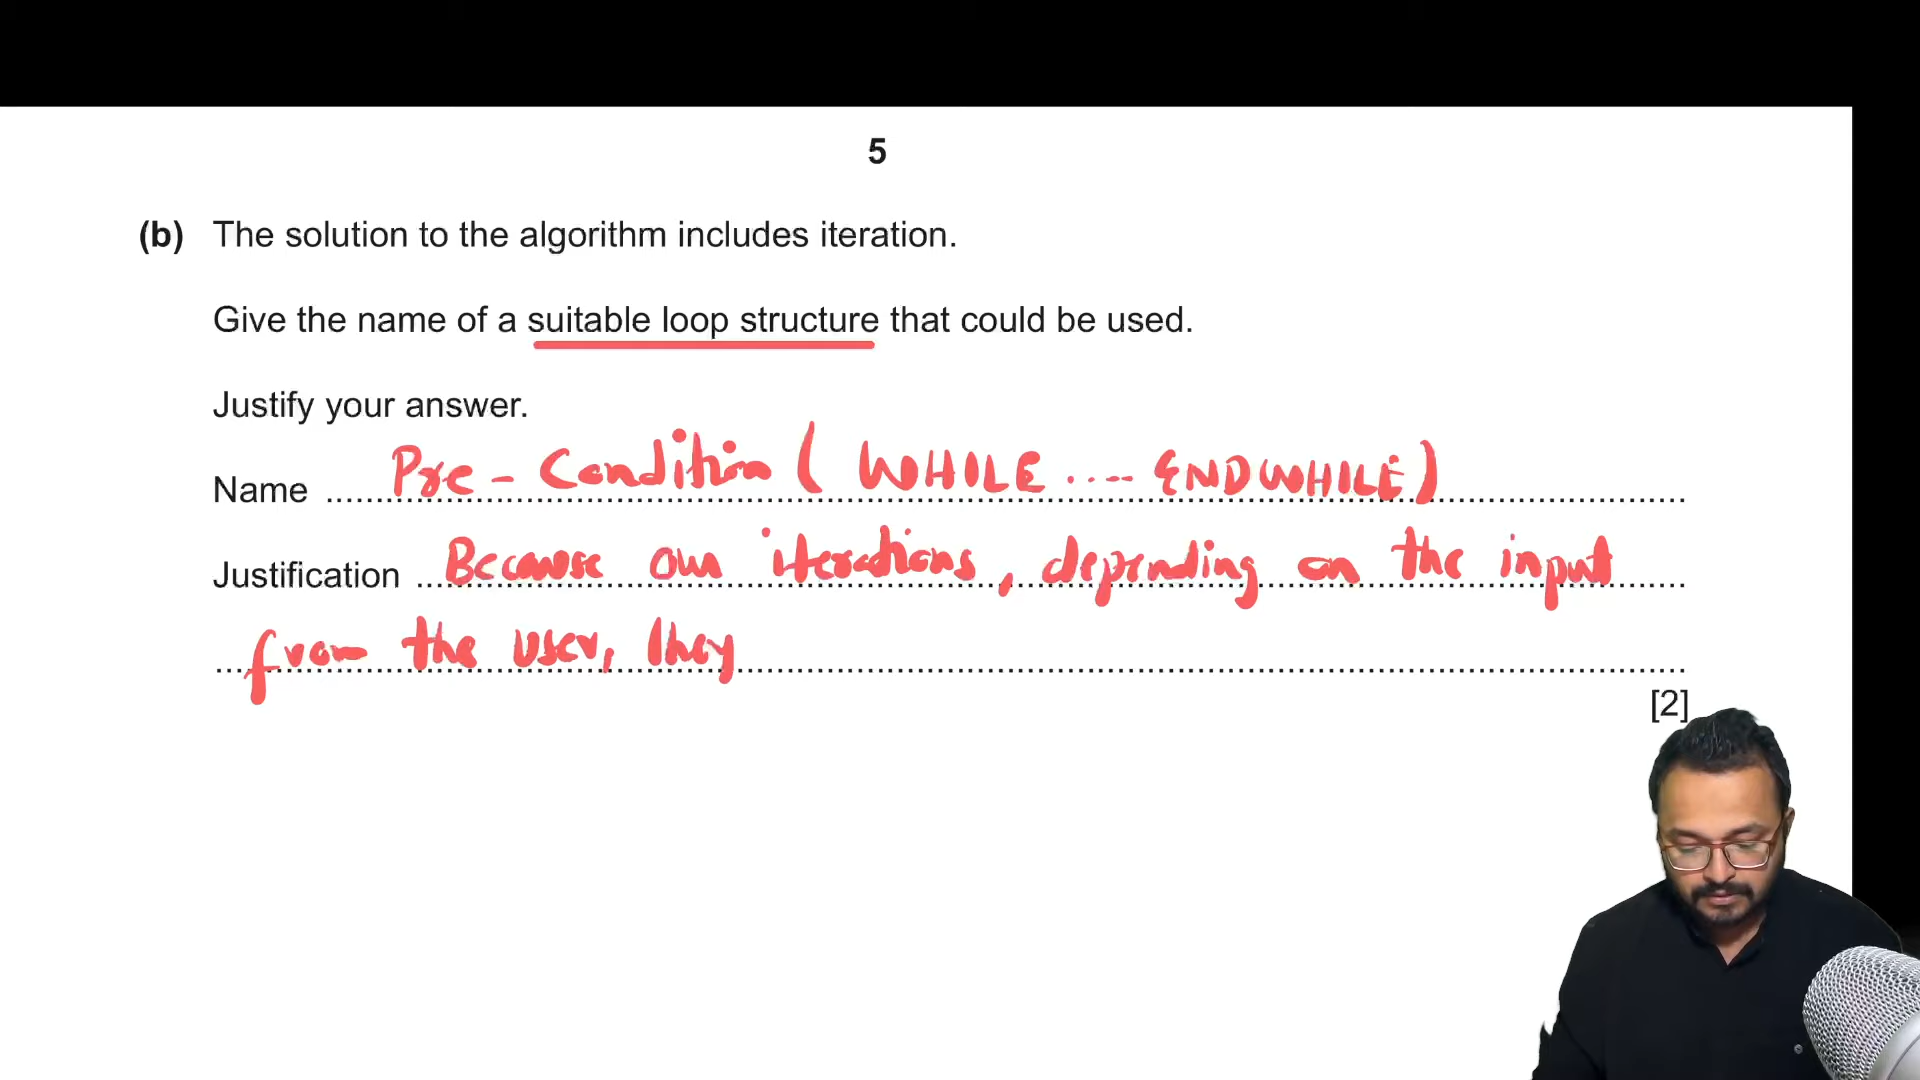 5
(b) The solution to the algorithm includes iteration.
Give the name of a suitable loop structure that could be used.
Justify your answer.
Name Pre - Condition ( WHILE .... ENDWHILE)
Justification Because our iterations, depending on the input
from the user, they
[2]